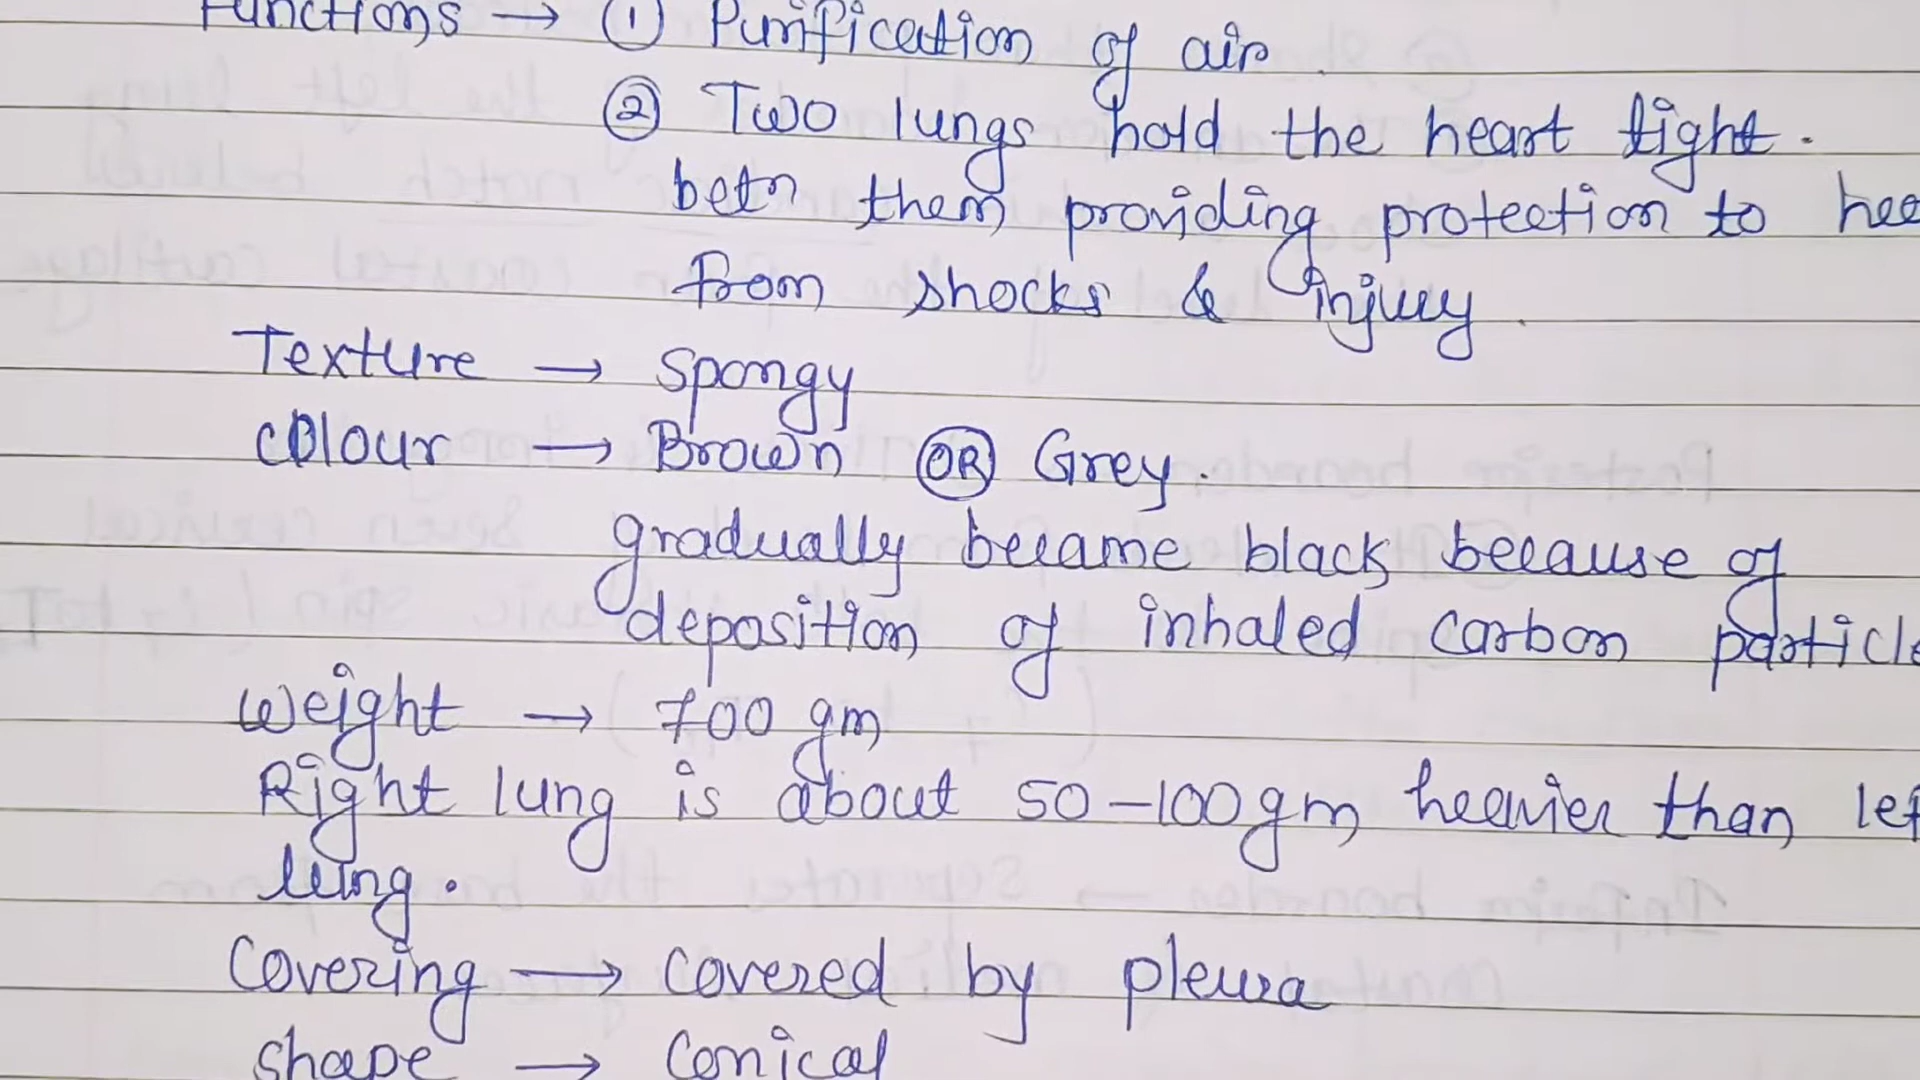 Functions → ① Purification of air.
② Two lungs hold the heart tight.
betn them providing protection to hea
from shocks & injury.
Texture → Spongy
colour → Brown OR Grey.
gradually became black because of
deposition of inhaled carbon particle
Weight → 700 gm
Right lung is about 50-100gm heavier than lef
lung.
Covering → covered by pleura
shape → Conical